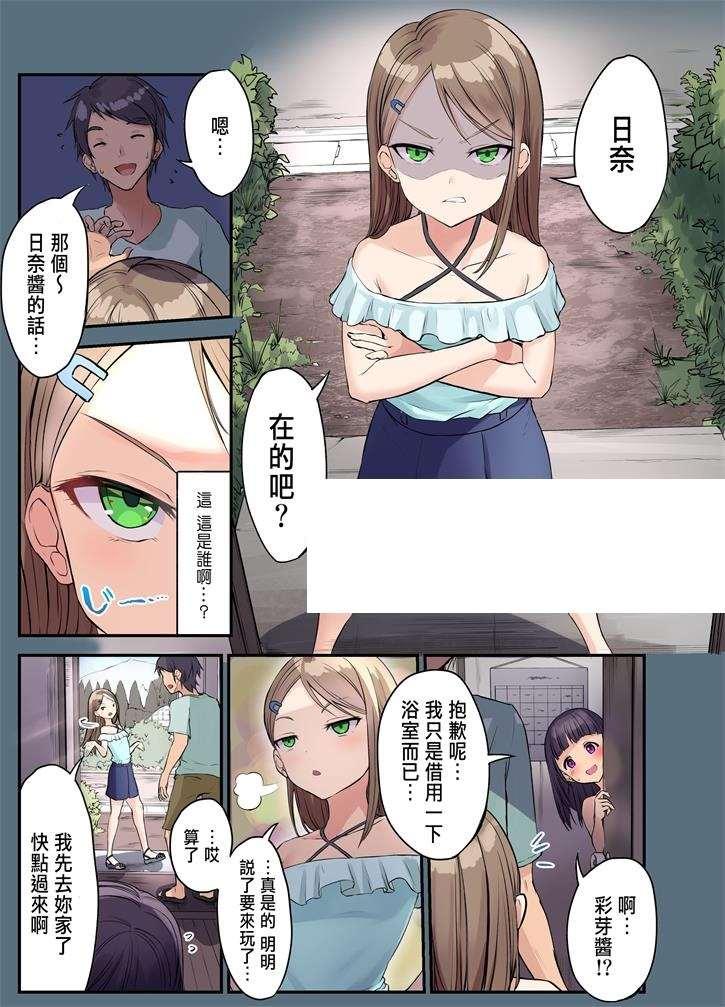 日奈
在的吧？
嗯…
那個～
日奈醬的話…
這 這是誰啊…？
じー…
啊…
彩芽醬!?
抱歉呢…
我只是借用一下
浴室而已…
…真是的 明明
說了要來玩了…
…哎
算了
我先去妳家了
快點過來啊